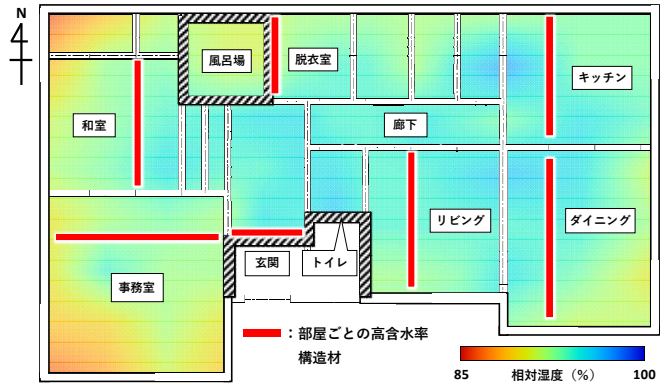 N
風呂場
脱衣室
キッチン
和室
廊下
リビング
ダイニング
玄関
トイレ
事務室
：部屋ごとの高含水率
構造材
85 相対湿度（%） 100